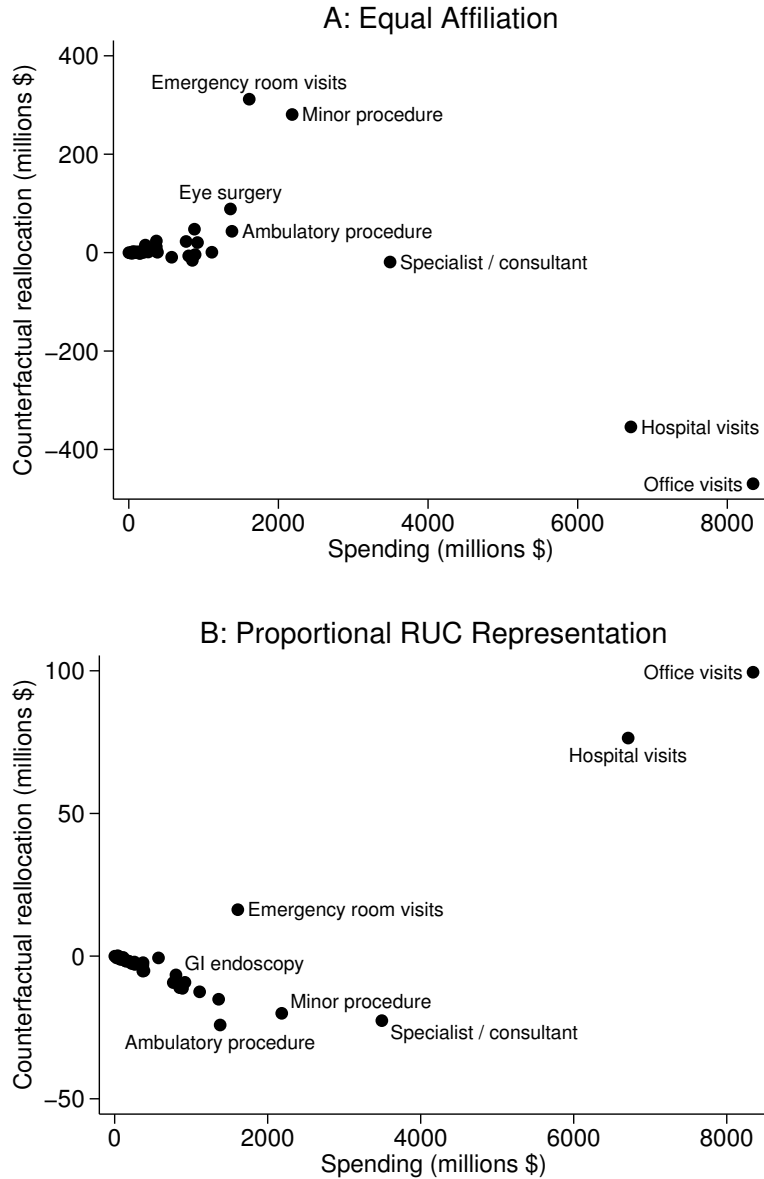 A: Equal Affiliation
Counterfactual reallocation (millions $)
400
200
0
−200
−400
Emergency room visits
Minor procedure
Eye surgery
Ambulatory procedure
Specialist / consultant
Hospital visits
Office visits
0 2000 4000 6000 8000
Spending (millions $)
B: Proportional RUC Representation
Counterfactual reallocation (millions $)
100
50
0
−50
Office visits
Hospital visits
Emergency room visits
GI endoscopy
Minor procedure
Specialist / consultant
Ambulatory procedure
0 2000 4000 6000 8000
Spending (millions $)